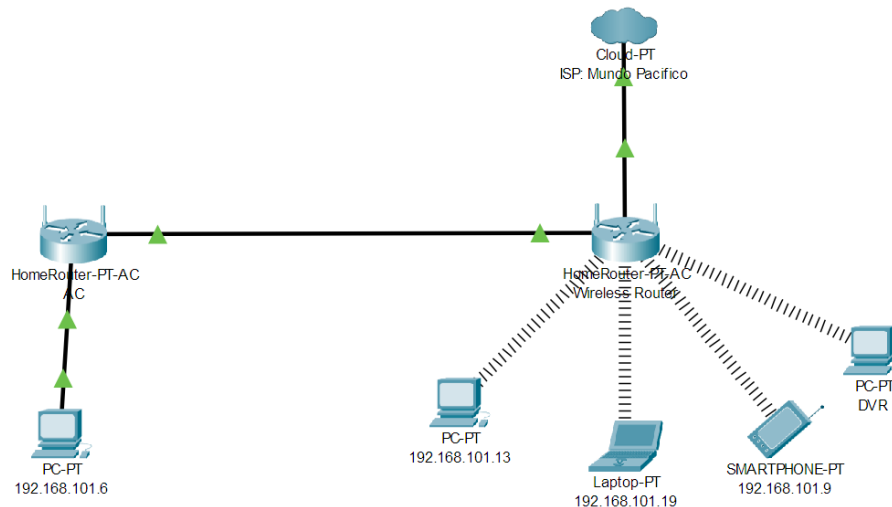 Cloud-PT
ISP: Mundo Pacifico
HomeRouter-PT-AC
AC
HomeRouter-PT-AC
Wireless Router
PC-PT
192.168.101.6
PC-PT
192.168.101.13
Laptop-PT
192.168.101.19
SMARTPHONE-PT
192.168.101.9
PC-PT
DVR